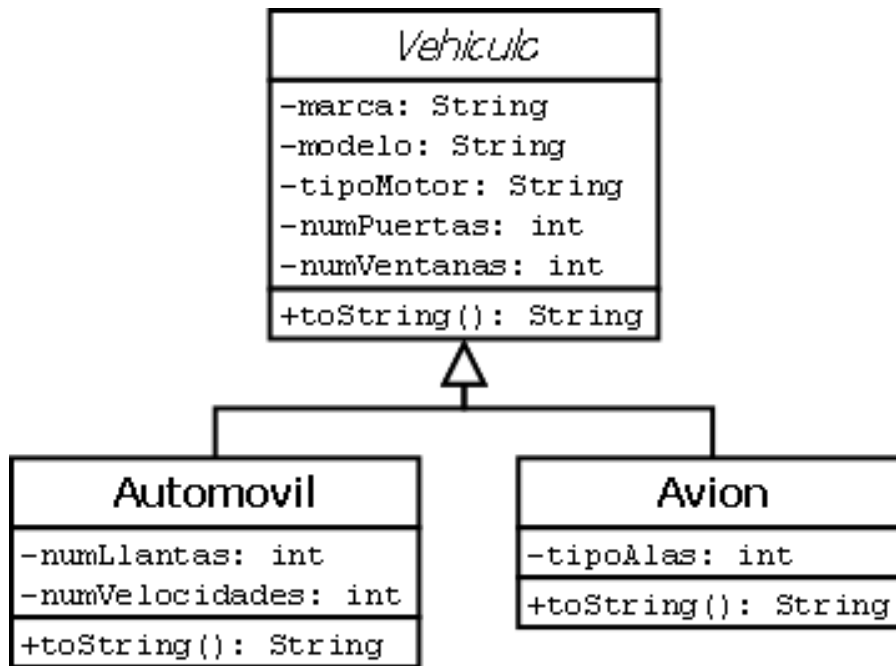 Vehiculo
-marca: String
-modelo: String
-tipoMotor: String
-numPuertas: int
-numVentanas: int
+toString(): String
Automovil
-numLlantas: int
-numVelocidades: int
+toString(): String
Avion
-tipoAlas: int
+toString(): String